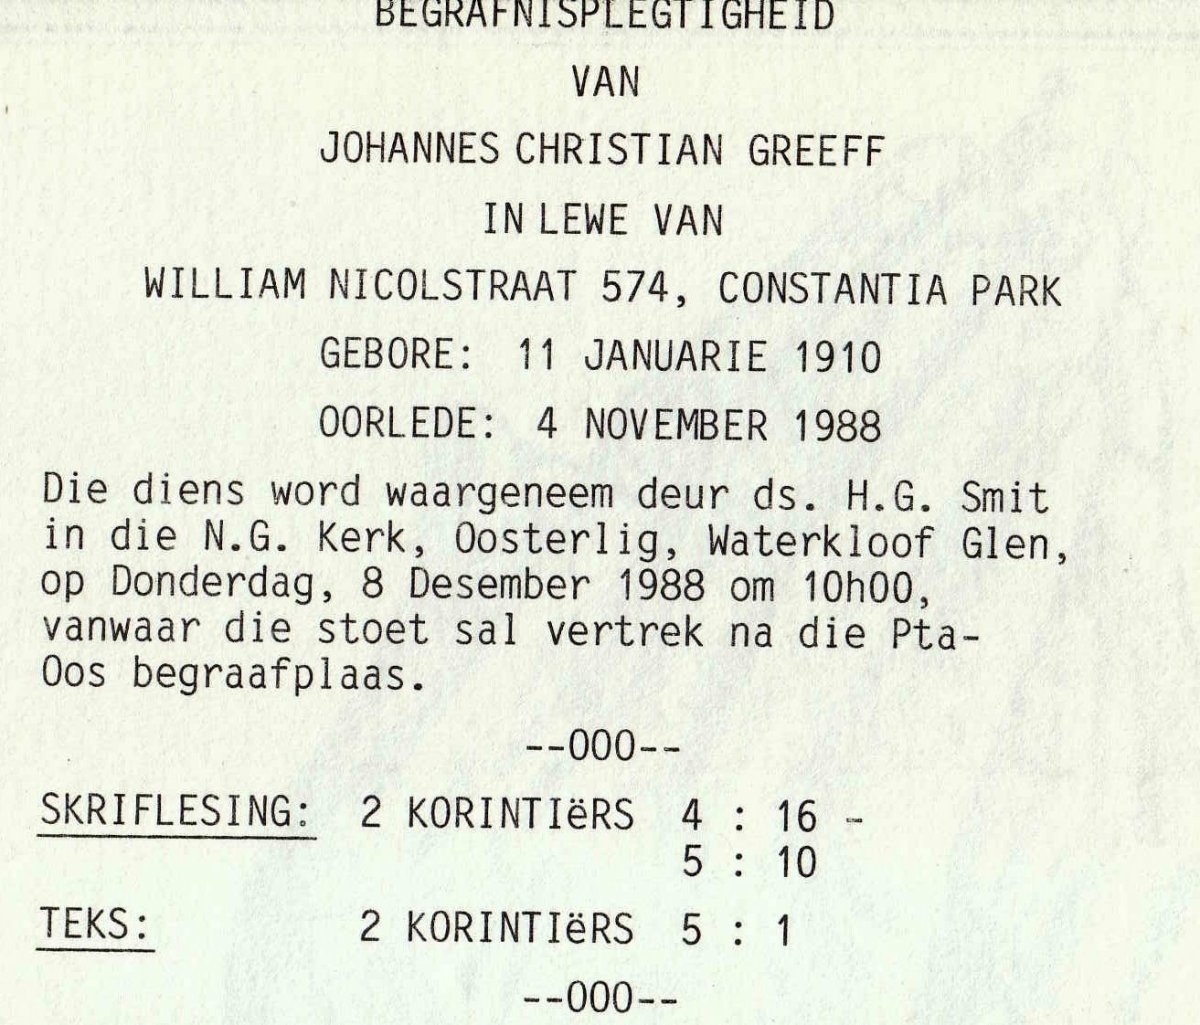 BEGRAFNISPLEGTIGHEID
VAN
JOHANNES CHRISTIAN GREEFF
IN LEWE VAN
WILLIAM NICOLSTRAAT 574, CONSTANTIA PARK
GEBORE: 11 JANUARIE 1910
OORLEDE: 4 NOVEMBER 1988
Die diens word waargeneem deur ds. H.G. Smit
in die N.G. Kerk, Oosterlig, Waterkloof Glen,
op Donderdag, 8 Desember 1988 om 10h00,
vanwaar die stoet sal vertrek na die Pta-
Oos begraafplaas.
--000--
SKRIFLESING: 2 KORINTIëRS 4 : 16 -
5 : 10
TEKS: 2 KORINTIëRS 5 : 1
--000--